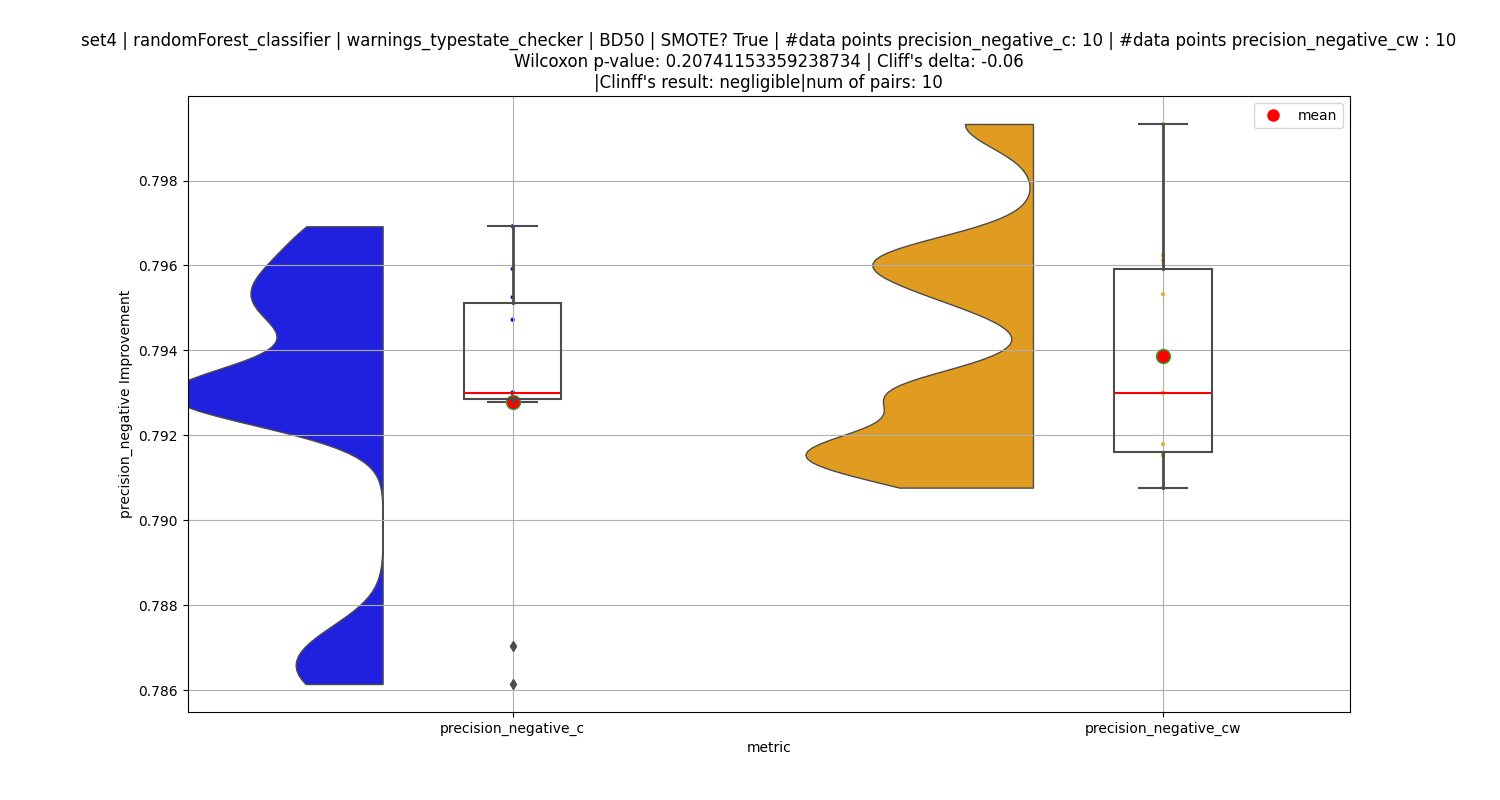 set4 | randomForest_classifier | warnings_typestate_checker | BD50 | SMOTE? True | #data points precision_negative_c: 10 | #data points precision_negative_cw : 10
Wilcoxon p-value: 0.20741153359238734 | Cliff's delta: -0.06
|Clinff's result: negligible|num of pairs: 10
mean
0.798
0.796
0.794
0.792
0.790
0.788
0.786
precision_negative Improvement
precision_negative_c
precision_negative_cw
metric